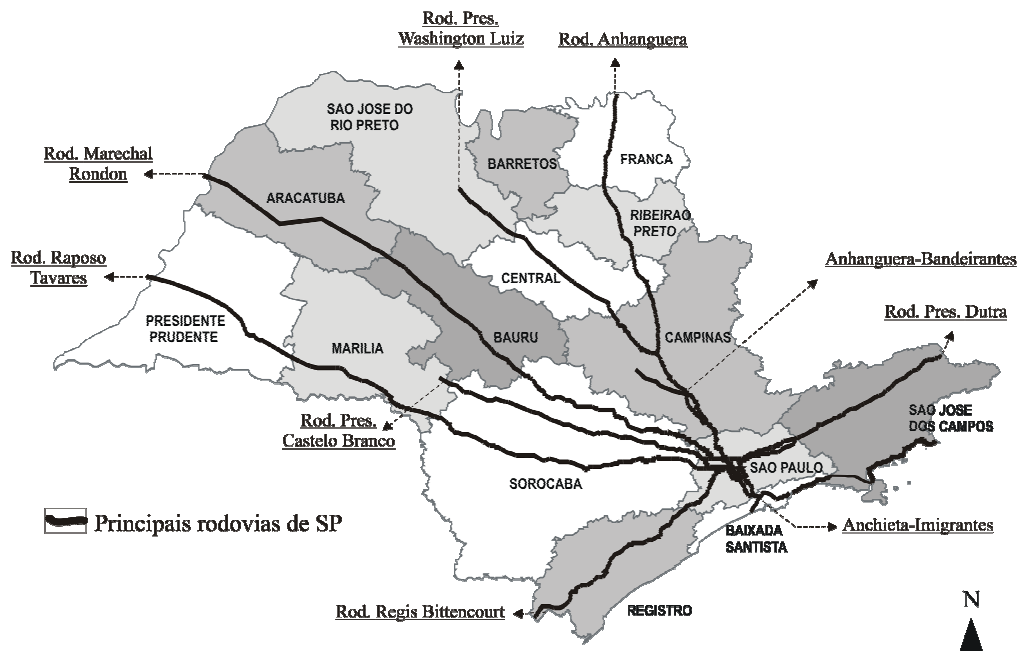 Rod. Pres.
Washington Luiz
Rod. Anhanguera
SAO JOSE DO
RIO PRETO
BARRETOS
FRANCA
Rod. Marechal
Rondon
ARACATUBA
RIBEIRAO
PRETO
Rod. Raposo
Tavares
CENTRAL
Anhanguera-Bandeirantes
Rod. Pres. Dutra
PRESIDENTE
PRUDENTE
MARILIA
BAURU
CAMPINAS
Rod. Pres.
Castelo Branco
SAO JOSE
DOS CAMPOS
SOROCABA
SAO PAULO
Principais rodovias de SP
BAIXADA
SANTISTA
Anchieta-Imigrantes
Rod. Regis Bittencourt
REGISTRO
N